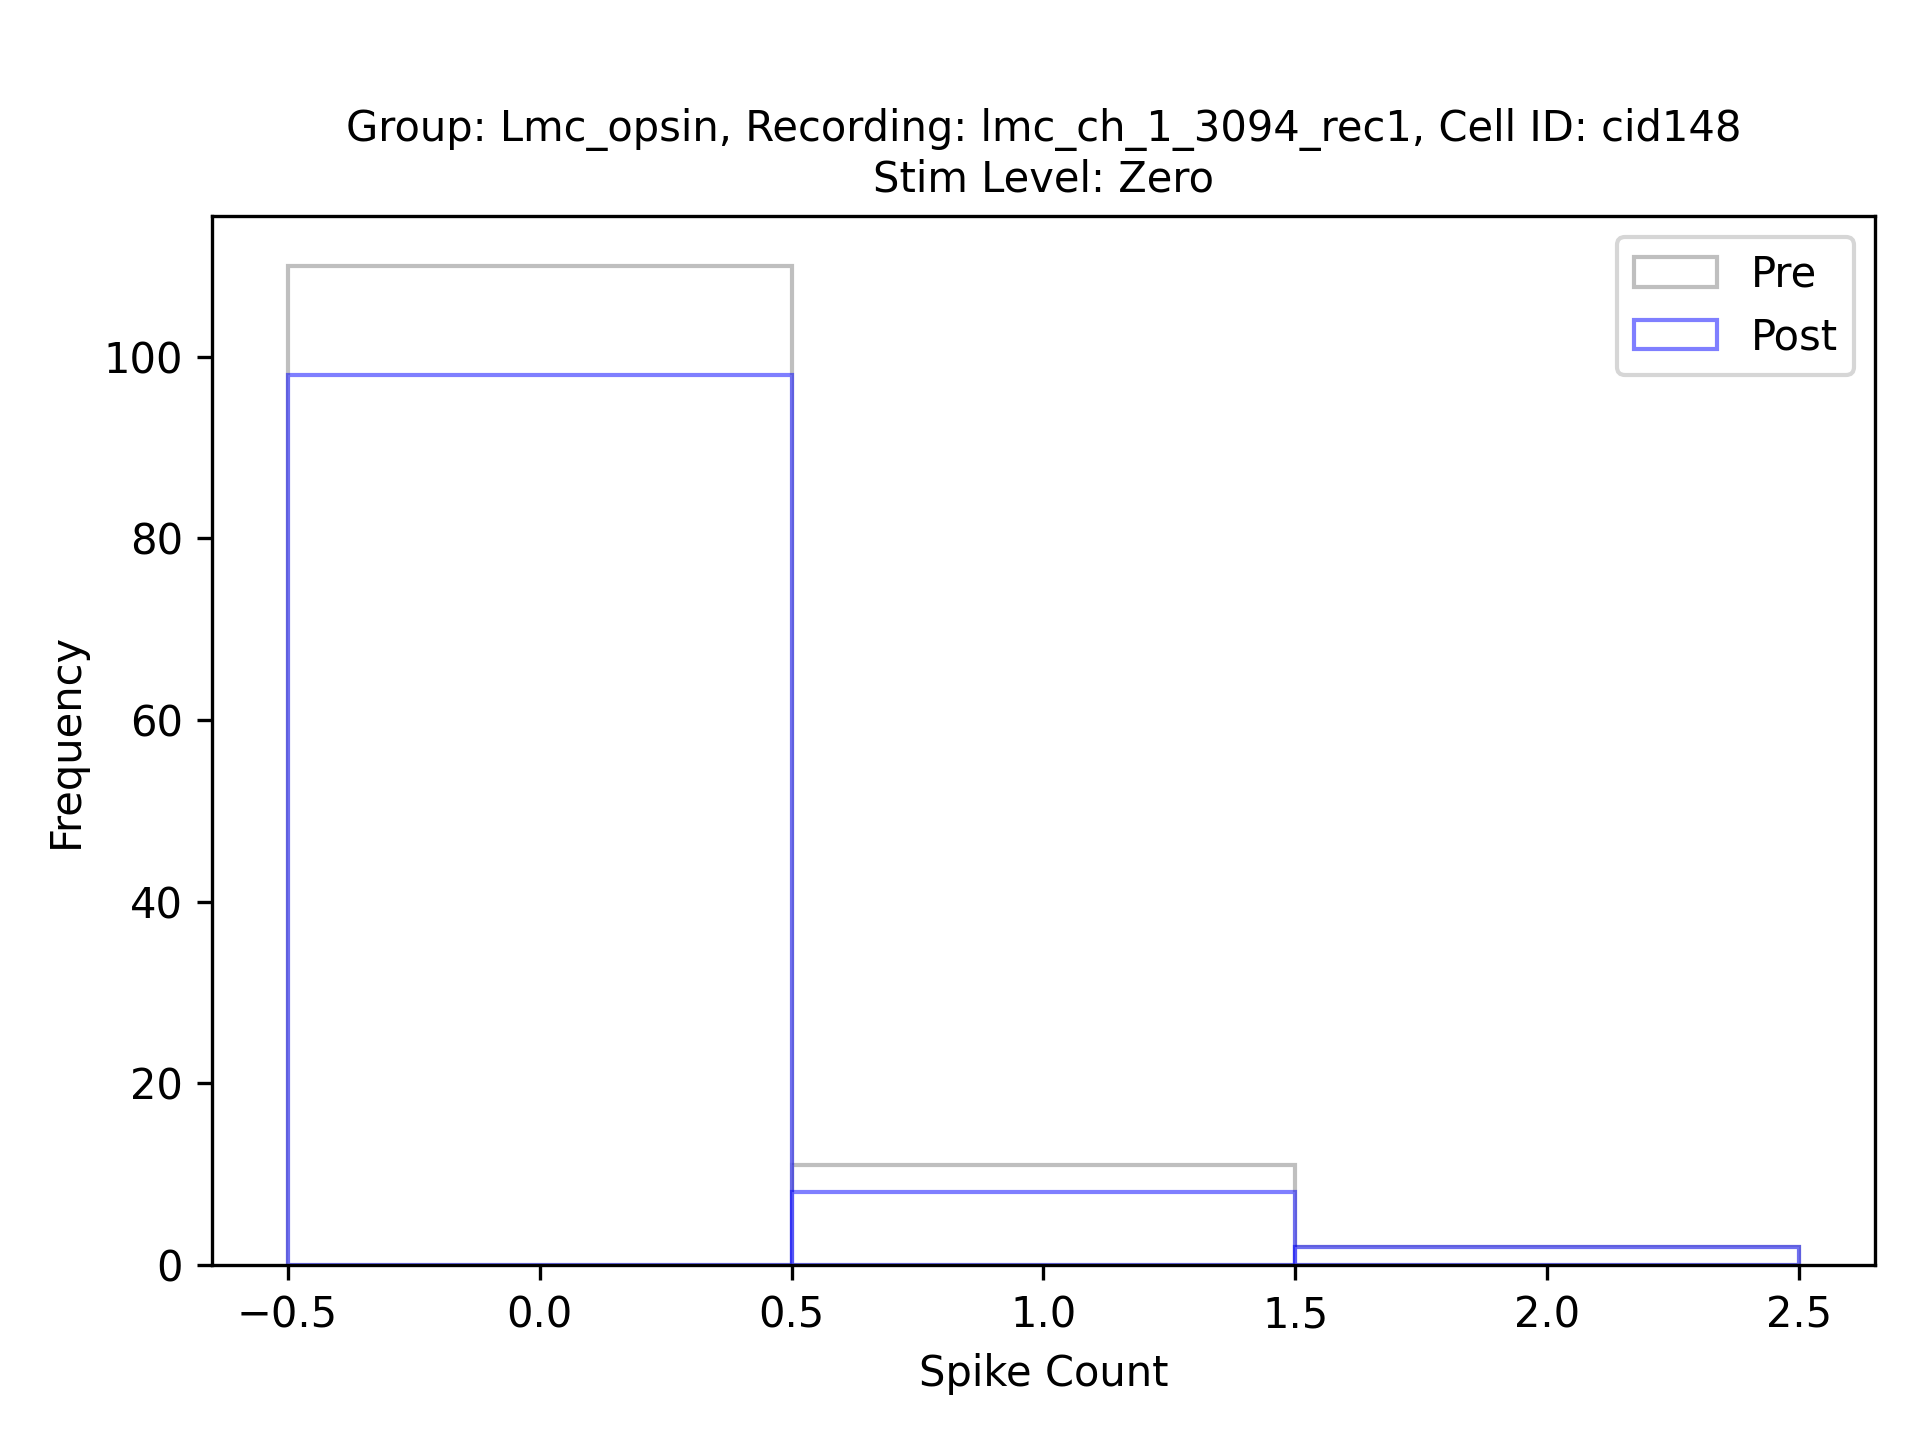 Group: Lmc_opsin, Recording: lmc_ch_1_3094_rec1, Cell ID: cid148
Stim Level: Zero
Pre
Post
100
80
60
40
20
0
Frequency
−0.5
0.0
0.5
1.0
1.5
2.0
2.5
Spike Count